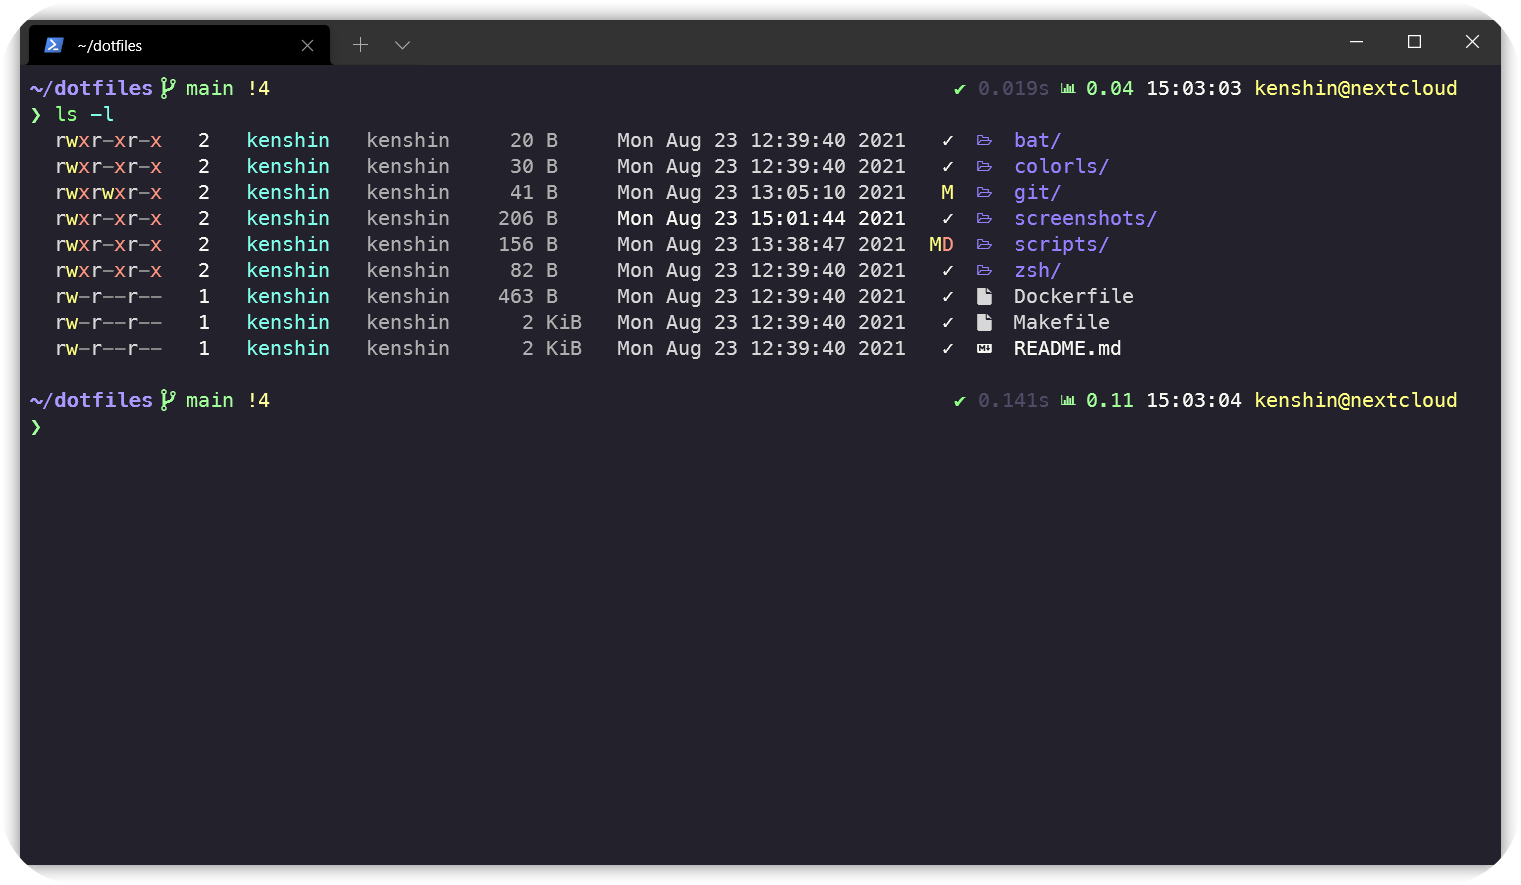 ~/dotfiles
~/dotfiles main !4 ✔ 0.019s 0.04 15:03:03 kenshin@nextcloud
❯ ls -l
rwxr-xr-x 2 kenshin kenshin 20 B Mon Aug 23 12:39:40 2021 ✓ bat/
rwxr-xr-x 2 kenshin kenshin 30 B Mon Aug 23 12:39:40 2021 ✓ colorls/
rwxrwxr-x 2 kenshin kenshin 41 B Mon Aug 23 13:05:10 2021 M git/
rwxr-xr-x 2 kenshin kenshin 206 B Mon Aug 23 15:01:44 2021 ✓ screenshots/
rwxr-xr-x 2 kenshin kenshin 156 B Mon Aug 23 13:38:47 2021 MD scripts/
rwxr-xr-x 2 kenshin kenshin 82 B Mon Aug 23 12:39:40 2021 ✓ zsh/
rw-r--r-- 1 kenshin kenshin 463 B Mon Aug 23 12:39:40 2021 ✓ Dockerfile
rw-r--r-- 1 kenshin kenshin 2 KiB Mon Aug 23 12:39:40 2021 ✓ Makefile
rw-r--r-- 1 kenshin kenshin 2 KiB Mon Aug 23 12:39:40 2021 ✓ README.md
~/dotfiles main !4 ✔ 0.141s 0.11 15:03:04 kenshin@nextcloud
❯